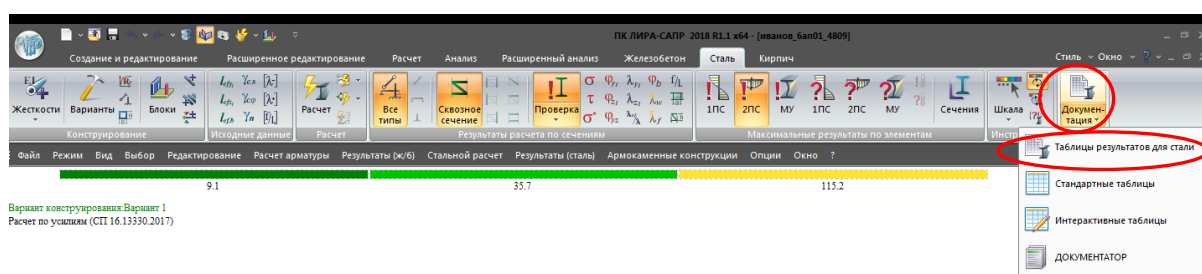 ПК ЛИРА-САПР 2018 R1.1 x64 - [иванов_6ап01_4809]
Создание и редактирование Расширенное редактирование Расчет Анализ Расширенный анализ Железобетон Сталь Кирпич Стиль Окно ?
Жесткости Варианты Блоки Расчет Все типы Сквозное сечение Проверка 1ПС 2ПС МУ 1ПС 2ПС МУ Сечения Шкала Докумен-тация
Конструирование Исходные данные Расчет Результаты расчета по сечениям Максимальные результаты по элементам Инстр
Файл Режим Вид Выбор Редактирование Расчет арматуры Результаты (ж/б) Стальной расчет Результаты (сталь) Армокаменные конструкции Опции Окно ?
Таблицы результатов для стали
9.1 35.7 115.2
Стандартные таблицы
Вариант конструирования:Вариант 1
Расчет по усилиям (СП 16.13330.2017)
Интерактивные таблицы
ДОКУМЕНТАТОР